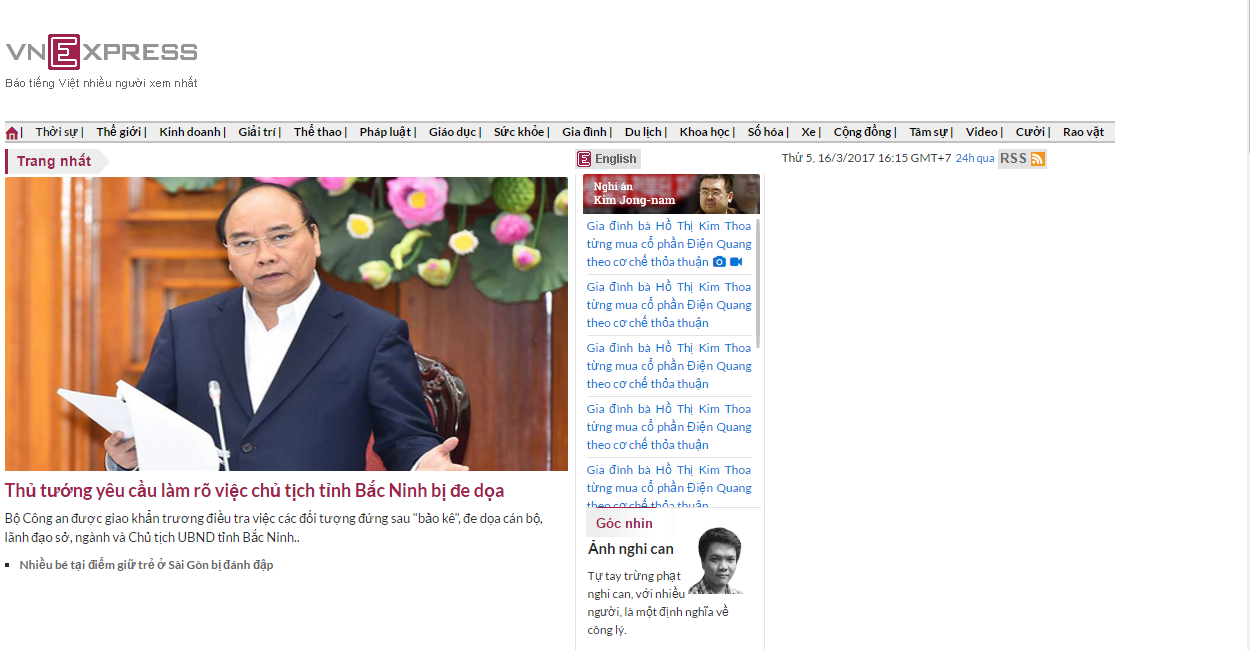 VNEXPRESS
Báo tiếng Việt nhiều người xem nhất
| Thời sự | Thế giới | Kinh doanh | Giải trí | Thể thao | Pháp luật | Giáo dục | Sức khỏe | Gia đình | Du lịch | Khoa học | Số hóa | Xe | Cộng đồng | Tâm sự | Video | Cười | Rao vặt
Trang nhất
E English
Thứ 5, 16/3/2017 16:15 GMT+7 24h qua RSS
Nghi án
Kim Jong-nam
Gia đình bà Hồ Thị Kim Thoa
từng mua cổ phần Điện Quang
theo cơ chế thỏa thuận
Gia đình bà Hồ Thị Kim Thoa
từng mua cổ phần Điện Quang
theo cơ chế thỏa thuận
Gia đình bà Hồ Thị Kim Thoa
từng mua cổ phần Điện Quang
theo cơ chế thỏa thuận
Gia đình bà Hồ Thị Kim Thoa
từng mua cổ phần Điện Quang
theo cơ chế thỏa thuận
Gia đình bà Hồ Thị Kim Thoa
từng mua cổ phần Điện Quang
theo cơ chế thỏa thuận
Thủ tướng yêu cầu làm rõ việc chủ tịch tỉnh Bắc Ninh bị đe dọa
Bộ Công an được giao khẩn trương điều tra việc các đối tượng đứng sau "bảo kê", đe dọa cán bộ,
lãnh đạo sở, ngành và Chủ tịch UBND tỉnh Bắc Ninh..
Nhiều bé tại điểm giữ trẻ ở Sài Gòn bị đánh đập
Góc nhìn
Ảnh nghi can
Tự tay trừng phạt
nghi can, với nhiều
người, là một định nghĩa về
công lý.